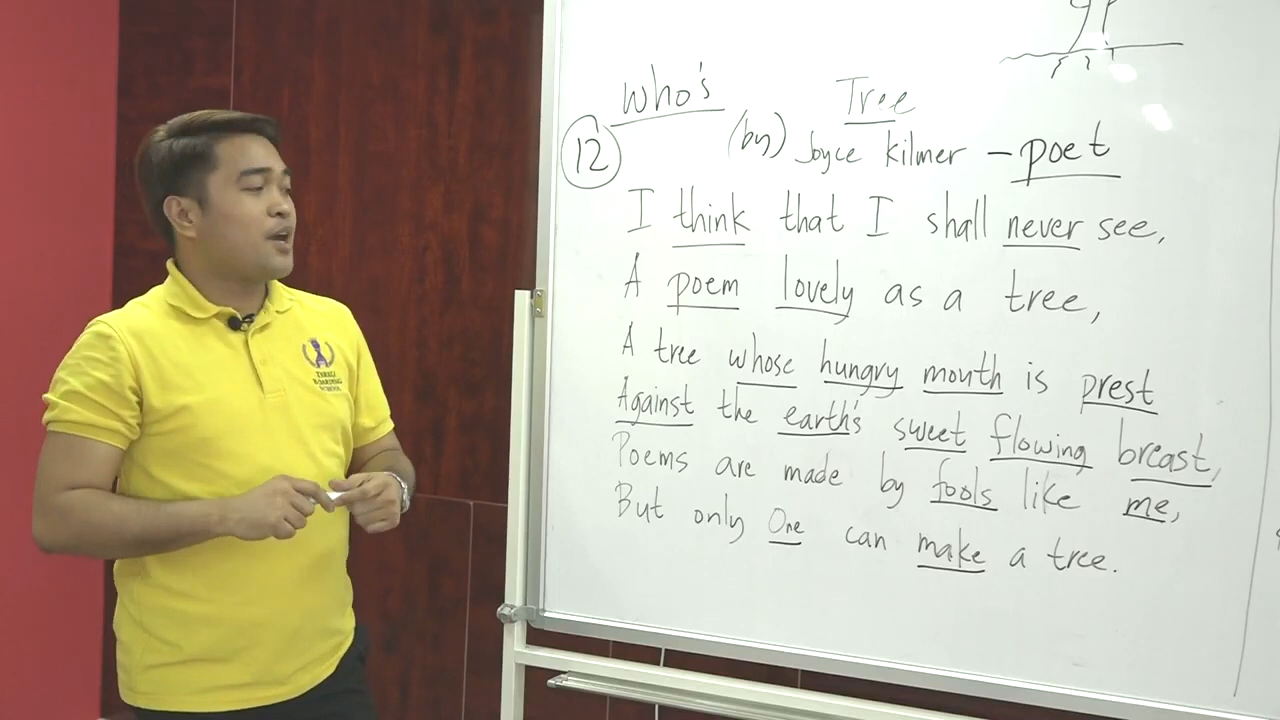 Who's
Tree
12
(by) Joyce Kilmer - poet
I think that I shall never see,
A poem lovely as a tree,
A tree whose hungry mouth is prest
Against the earth's sweet flowing breast,
Poems are made by fools like me,
But only One can make a tree.
BOARDING
SCHOOL